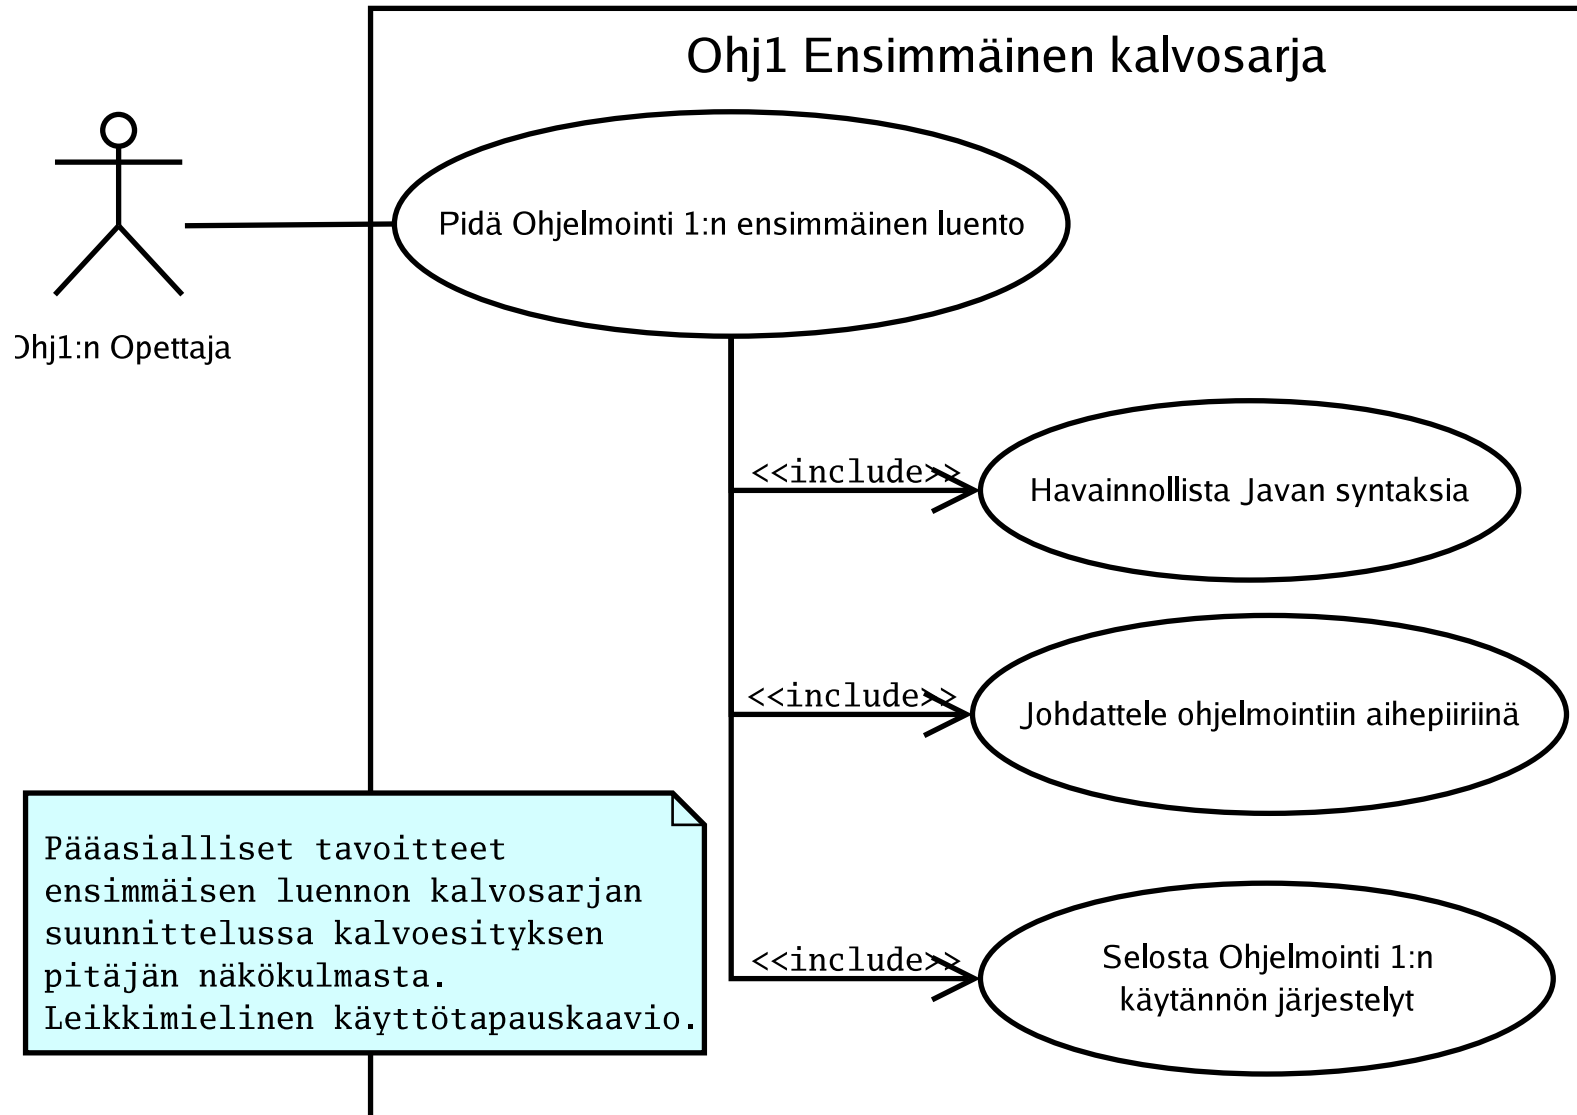 Ohj1 Ensimmäinen kalvosarja
Pidä Ohjelmointi 1:n ensimmäinen luento
Ohj1:n Opettaja
<<include>>
Havainnollista Javan syntaksia
<<include>>
Johdattele ohjelmointiin aihepiiriinä
Pääasialliset tavoitteet
ensimmäisen luennon kalvosarjan
suunnittelussa kalvoesityksen
pitäjän näkökulmasta.
Leikkimielinen käyttötapauskaavio.
<<include>>
Selosta Ohjelmointi 1:n
käytännön järjestelyt